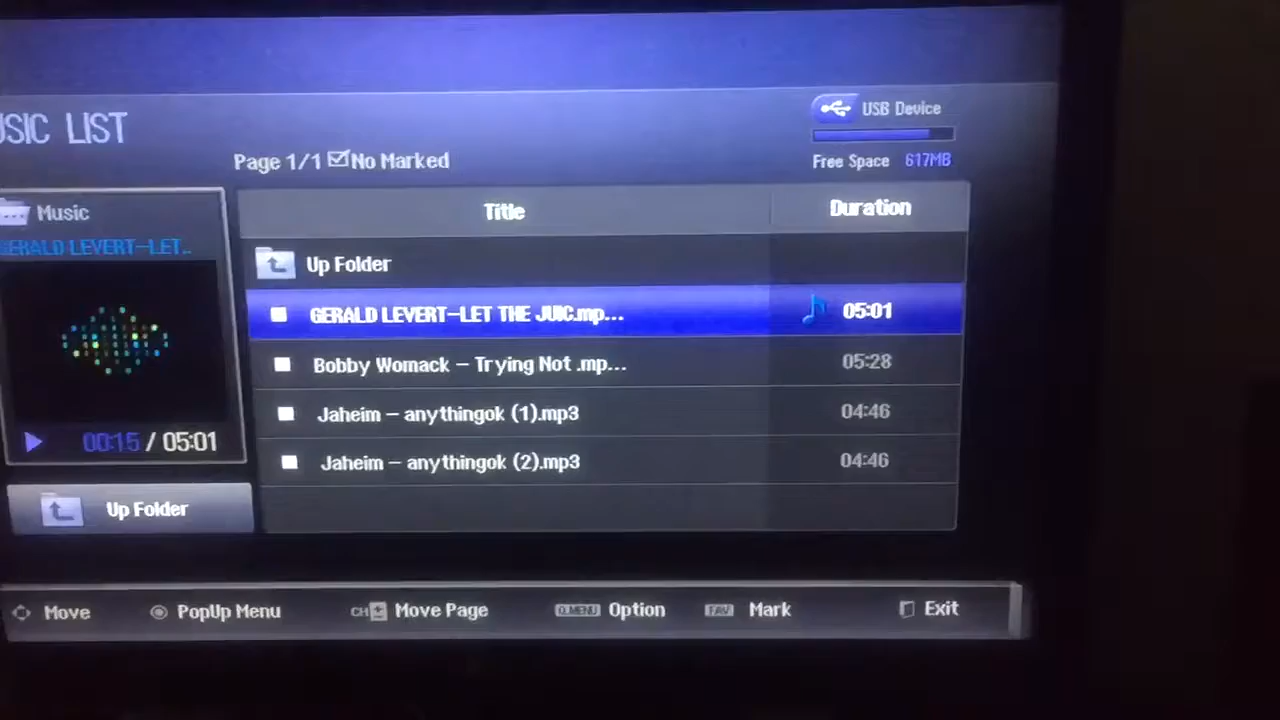 USB Device
USIC LIST
Page 1/1 No Marked
Free Space 617MB
Music
Title Duration
GERALD LEVERT-LET..
Up Folder
GERALD LEVERT-LET THE JUIC.mp... 05:01
Bobby Womack - Trying Not .mp... 05:28
Jaheim - anythingok (1).mp3 04:46
00:15 / 05:01
Jaheim - anythingok (2).mp3 04:46
Up Folder
Move PopUp Menu CH Move Page Q.MENU Option FAV Mark Exit